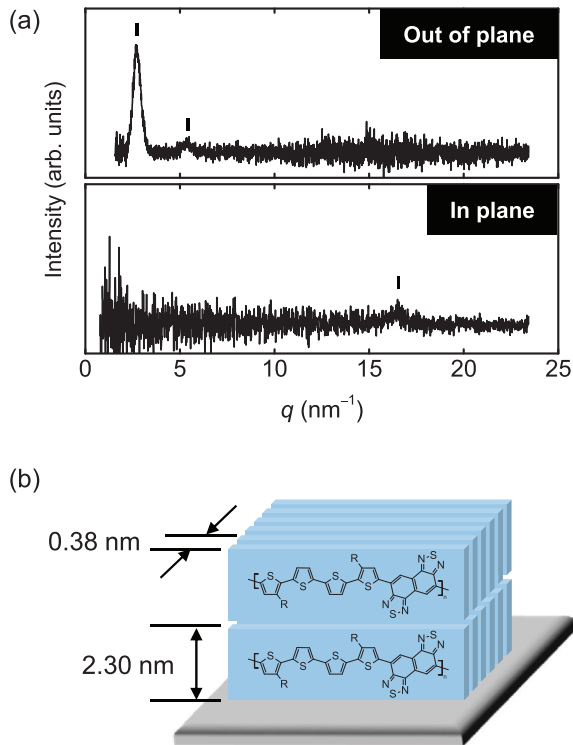 (a)
Out of plane
In plane
Intensity (arb. units)
0 5 10 15 20 25
q (nm⁻¹)
(b)
0.38 nm
2.30 nm
R
S
S
S
S
R
N
S
N
N
S
N
n
R
S
S
S
S
R
N
S
N
N
S
N
n